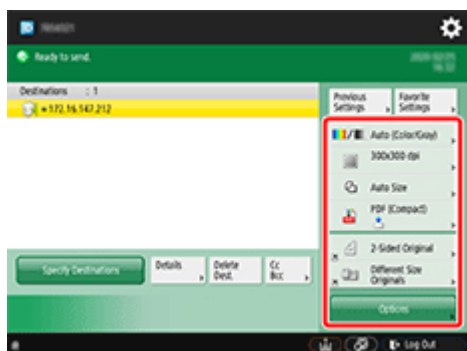 Ready to send.
Destinations : 1
172.16.147.212
Previous
Settings
Favorite
Settings
Auto (Color/Gray)
300x300 dpi
Auto Size
PDF (Compact)
2-Sided Original
Different Size
Originals
Options
Specify Destinations
Details
Delete
Dest.
Cc
Bcc
Log Out